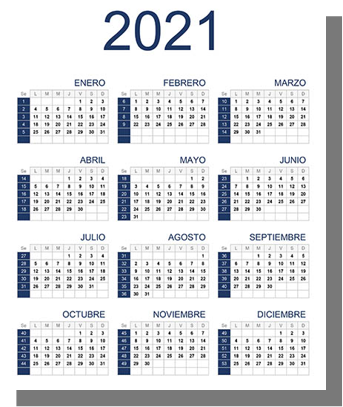 2021
ENERO
Se L M M J V S D
1 1 2 3
2 4 5 6 7 8 9 10
3 11 12 13 14 15 16 17
4 18 19 20 21 22 23 24
5 25 26 27 28 29 30 31
FEBRERO
Se L M M J V S D
6 1 2 3 4 5 6 7
7 8 9 10 11 12 13 14
8 15 16 17 18 19 20 21
9 22 23 24 25 26 27 28
MARZO
Se L M M J V S D
10 1 2 3 4 5 6 7
11 8 9 10 11 12 13 14
12 15 16 17 18 19 20 21
13 22 23 24 25 26 27 28
14 29 30 31
ABRIL
Se L M M J V S D
14 1 2 3 4
15 5 6 7 8 9 10 11
16 12 13 14 15 16 17 18
17 19 20 21 22 23 24 25
18 26 27 28 29 30
MAYO
Se L M M J V S D
18 1 2
19 3 4 5 6 7 8 9
20 10 11 12 13 14 15 16
21 17 18 19 20 21 22 23
22 24 25 26 27 28 29 30
23 31
JUNIO
Se L M M J V S D
23 1 2 3 4 5 6
24 7 8 9 10 11 12 13
25 14 15 16 17 18 19 20
26 21 22 23 24 25 26 27
27 28 29 30
JULIO
Se L M M J V S D
27 1 2 3 4
28 5 6 7 8 9 10 11
29 12 13 14 15 16 17 18
30 19 20 21 22 23 24 25
31 26 27 28 29 30 31
AGOSTO
Se L M M J V S D
31 1
32 2 3 4 5 6 7 8
33 9 10 11 12 13 14 15
34 16 17 18 19 20 21 22
35 23 24 25 26 27 28 29
36 30 31
SEPTIEMBRE
Se L M M J V S D
36 1 2 3 4 5
37 6 7 8 9 10 11 12
38 13 14 15 16 17 18 19
39 20 21 22 23 24 25 26
40 27 28 29 30
OCTUBRE
Se L M M J V S D
40 1 2 3
41 4 5 6 7 8 9 10
42 11 12 13 14 15 16 17
43 18 19 20 21 22 23 24
44 25 26 27 28 29 30 31
NOVIEMBRE
Se L M M J V S D
45 1 2 3 4 5 6 7
46 8 9 10 11 12 13 14
47 15 16 17 18 19 20 21
48 22 23 24 25 26 27 28
49 29 30
DICIEMBRE
Se L M M J V S D
49 1 2 3 4 5
50 6 7 8 9 10 11 12
51 13 14 15 16 17 18 19
52 20 21 22 23 24 25 26
53 27 28 29 30 31